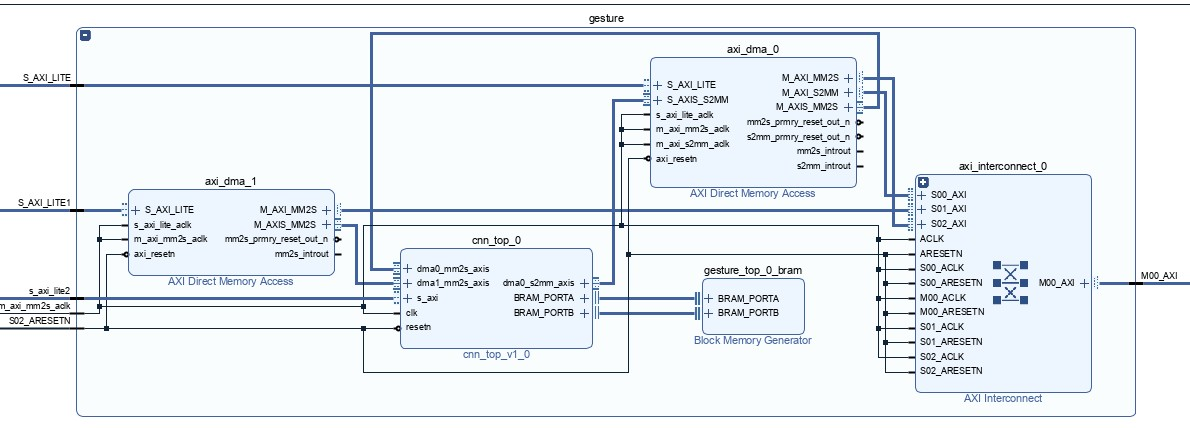 gesture
S_AXI_LITE
S_AXI_LITE1
s_axi_lite2
m_axi_mm2s_aclk
S02_ARESETN
axi_dma_1
S_AXI_LITE
s_axi_lite_aclk
m_axi_mm2s_aclk
axi_resetn
M_AXI_MM2S
M_AXIS_MM2S
mm2s_prmry_reset_out_n
mm2s_introut
AXI Direct Memory Access
cnn_top_0
dma0_mm2s_axis
dma1_mm2s_axis
s_axi
clk
resetn
dma0_s2mm_axis
BRAM_PORTA
BRAM_PORTB
cnn_top_v1_0
axi_dma_0
S_AXI_LITE
S_AXIS_S2MM
s_axi_lite_aclk
m_axi_mm2s_aclk
m_axi_s2mm_aclk
axi_resetn
M_AXI_MM2S
M_AXI_S2MM
M_AXIS_MM2S
mm2s_prmry_reset_out_n
s2mm_prmry_reset_out_n
mm2s_introut
s2mm_introut
AXI Direct Memory Access
gesture_top_0_bram
BRAM_PORTA
BRAM_PORTB
Block Memory Generator
axi_interconnect_0
S00_AXI
S01_AXI
S02_AXI
ACLK
ARESETN
S00_ACLK
S00_ARESETN
M00_ACLK
M00_ARESETN
S01_ACLK
S01_ARESETN
S02_ACLK
S02_ARESETN
M00_AXI
AXI Interconnect
M00_AXI